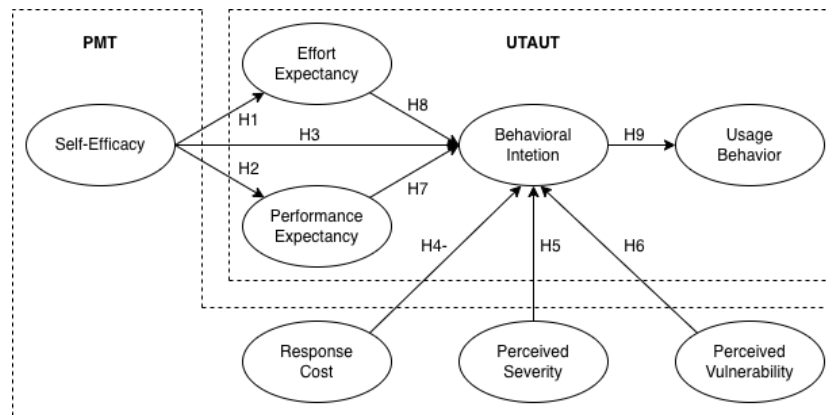 PMT
UTAUT
Effort
Expectancy
H1
H8
Self-Efficacy
H3
Behavioral
Intetion
H9
Usage
Behavior
H2
H7
Performance
Expectancy
H4-
H5
H6
Response
Cost
Perceived
Severity
Perceived
Vulnerability